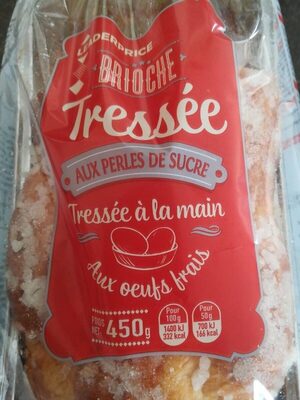 LEADERPRICE
BRIOCHE
Tressée
AUX PERLES DE SUCRE
Tressée à la main
Aux oeufs frais
POIDS NET 450g
Pour 100g 1400 kJ 332 kcal
Pour 50g 700 kJ 166 kcal